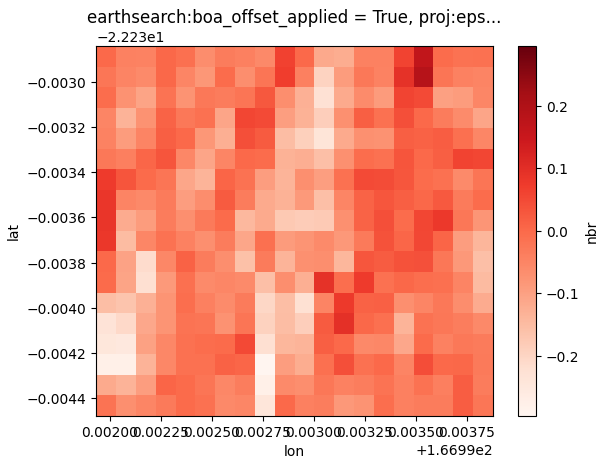 earthsearch:boa_offset_applied = True, proj:eps...
−2.223e1
−0.0030
−0.0032
−0.0034
−0.0036
−0.0038
−0.0040
−0.0042
−0.0044
lat
0.00200 0.00225 0.00250 0.00275 0.00300 0.00325 0.00350 0.00375
lon
+1.6699e2
0.2
0.1
0.0
−0.1
−0.2
nbr